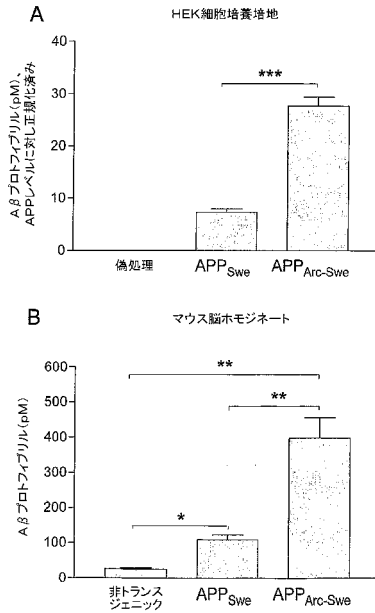 A
HEK細胞培養培地
Aβプロトフィブリル(pM)、
APPレベルに対し正規化済み
40
30
20
10
0
***
偽処理
APPSwe
APPArc-Swe
B
マウス脳ホモジネート
Aβプロトフィブリル(pM)
600
500
400
300
200
100
0
**
**
*
非トランス
ジェニック
APPSwe
APPArc-Swe